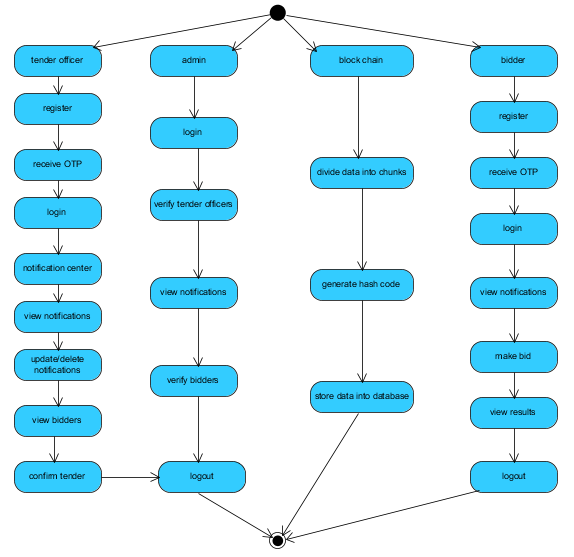 tender officer
register
receive OTP
login
notification center
view notifications
update/delete
notifications
view bidders
confirm tender
admin
login
verify tender officers
view notifications
verify bidders
logout
block chain
divide data into chunks
generate hash code
store data into database
bidder
register
receive OTP
login
view notifications
make bid
view results
logout